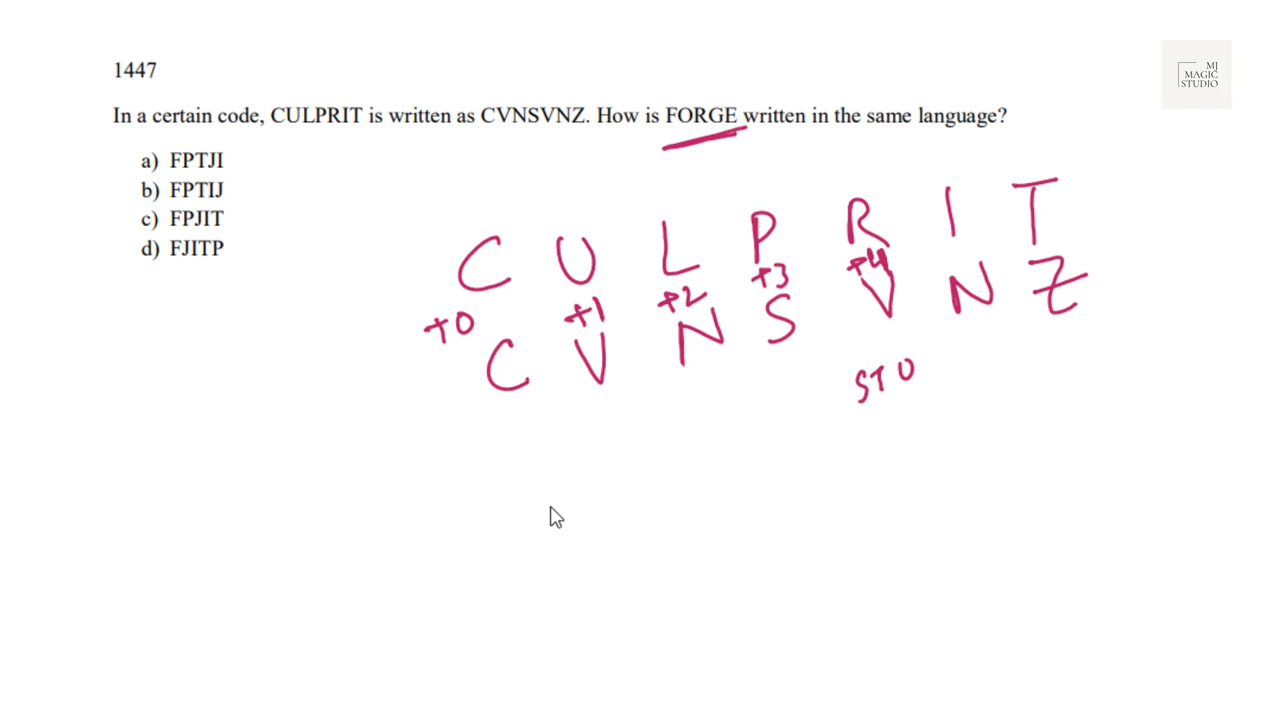 MJ
MAGIC
STUDIO
1447
In a certain code, CULPRIT is written as CVNSVNZ. How is FORGE written in the same language?
a) FPTJI
b) FPTIJ
c) FPJIT
d) FJITP
C U L P R I T
+0 +1 +2 +3 +4
C V N S V N Z
S T U